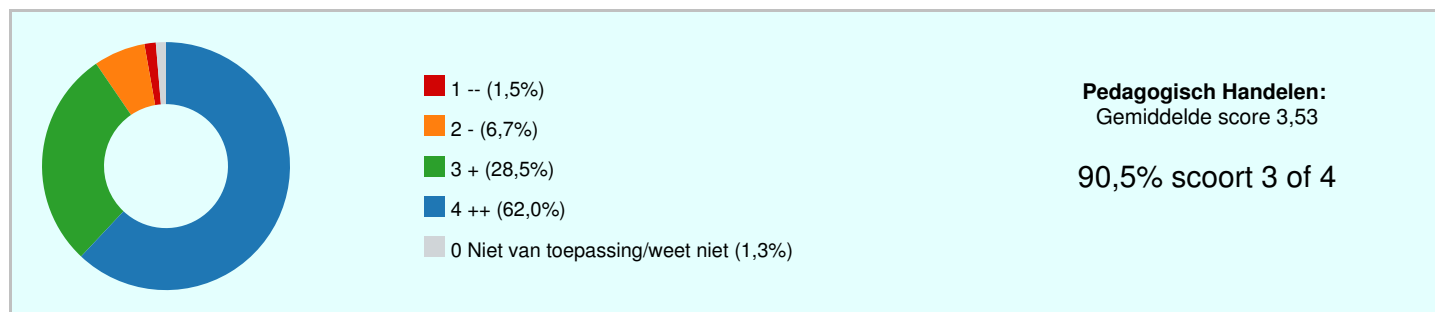 1 -- (1,5%)
2 - (6,7%)
3 + (28,5%)
4 ++ (62,0%)
0 Niet van toepassing/weet niet (1,3%)
Pedagogisch Handelen:
Gemiddelde score 3,53
90,5% scoort 3 of 4